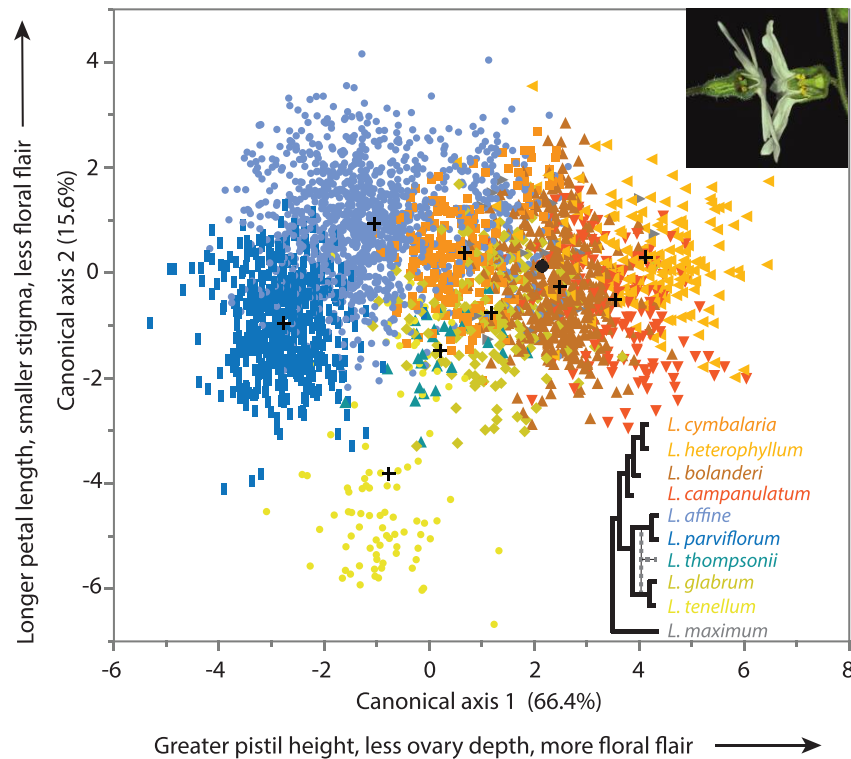 Longer petal length, smaller stigma, less floral flair
Canonical axis 2 (15.6%)
4
2
0
-2
-4
-6
L. cymbalaria
L. heterophyllum
L. bolanderi
L. campanulatum
L. affine
L. parviflorum
L. thompsonii
L. glabrum
L. tenellum
L. maximum
-6 -4 -2 0 2 4 6 8
Canonical axis 1 (66.4%)
Greater pistil height, less ovary depth, more floral flair